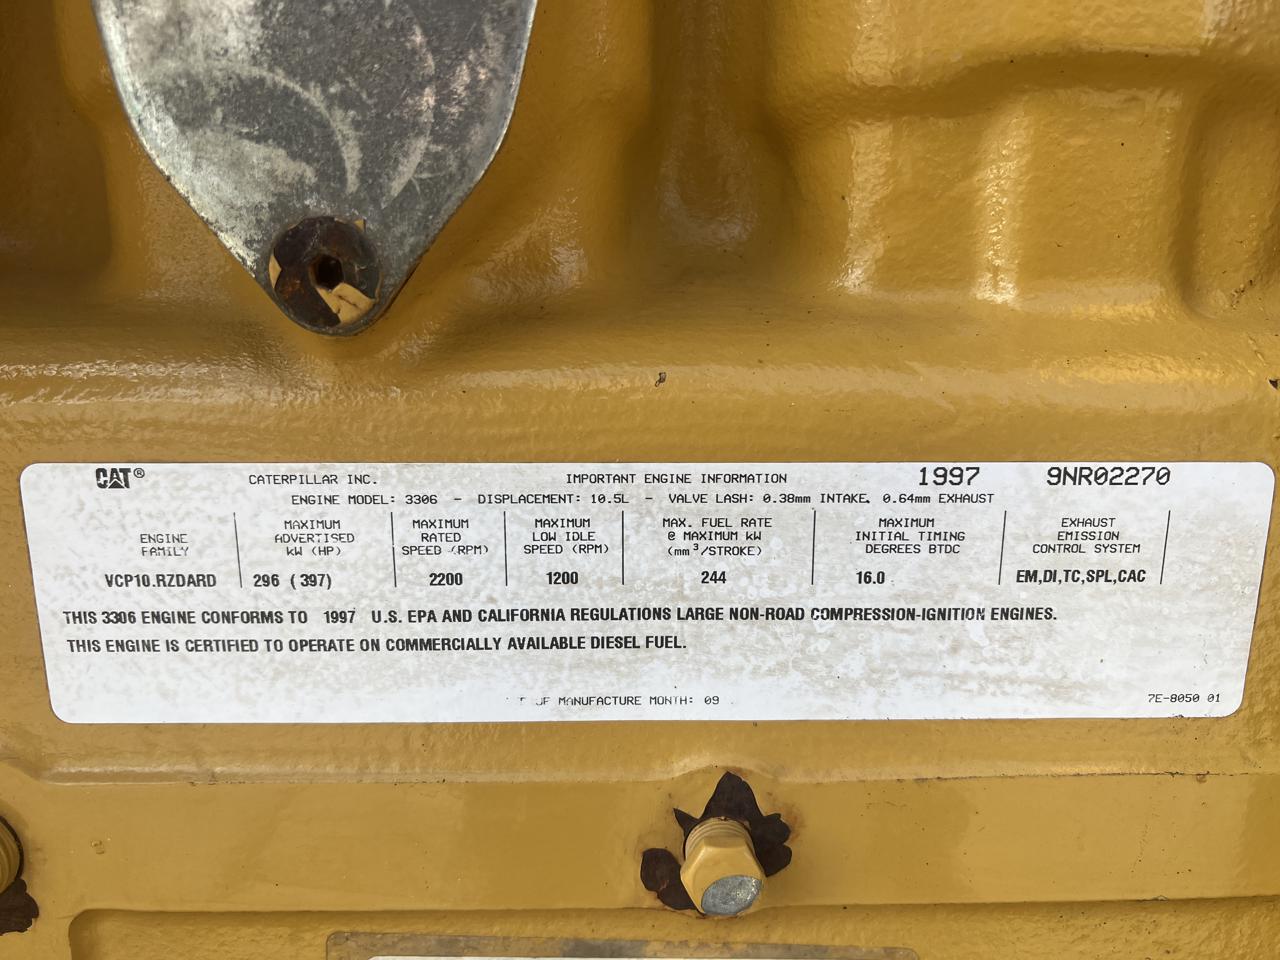 CAT® CATERPILLAR INC. IMPORTANT ENGINE INFORMATION 1997 9NR02270
ENGINE MODEL: 3306 - DISPLACEMENT: 10.5L - VALVE LASH: 0.38mm INTAKE, 0.64mm EXHAUST
ENGINE FAMILY
MAXIMUM ADVERTISED kW (HP)
MAXIMUM RATED SPEED (RPM)
MAXIMUM LOW IDLE SPEED (RPM)
MAX. FUEL RATE @ MAXIMUM kW (mm³/STROKE)
MAXIMUM INITIAL TIMING DEGREES BTDC
EXHAUST EMISSION CONTROL SYSTEM
VCP10.RZDARD 296 (397) 2200 1200 244 16.0 EM,DI,TC,SPL,CAC
THIS 3306 ENGINE CONFORMS TO 1997 U.S. EPA AND CALIFORNIA REGULATIONS LARGE NON-ROAD COMPRESSION-IGNITION ENGINES.
THIS ENGINE IS CERTIFIED TO OPERATE ON COMMERCIALLY AVAILABLE DIESEL FUEL.
OF MANUFACTURE MONTH: 09 7E-8050 01